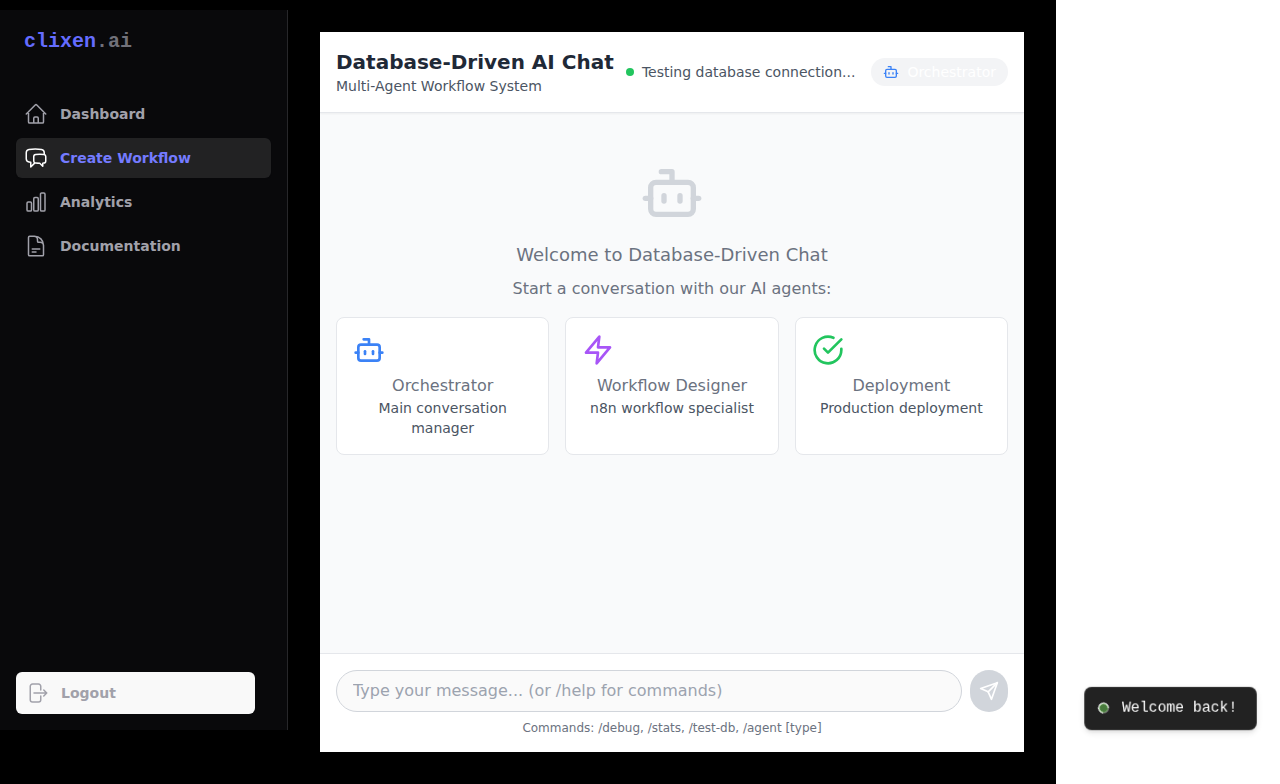 clixen.ai
Dashboard
Create Workflow
Analytics
Documentation
Logout
Database-Driven AI Chat
Multi-Agent Workflow System
Testing database connection...
Orchestrator
Welcome to Database-Driven Chat
Start a conversation with our AI agents:
Orchestrator
Main conversation
manager
Workflow Designer
n8n workflow specialist
Deployment
Production deployment
Type your message... (or /help for commands)
Commands: /debug, /stats, /test-db, /agent [type]
Welcome back!